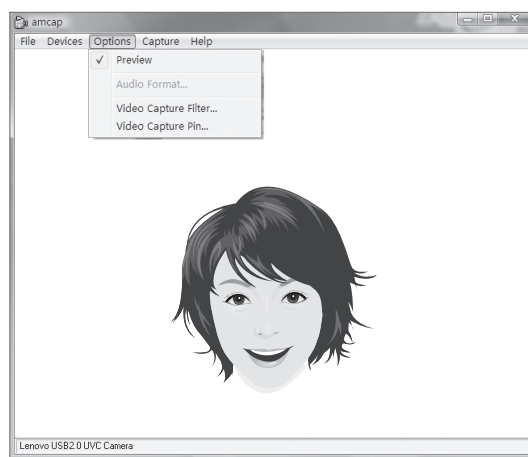 amcap
File Devices Options Capture Help
Preview
Audio Format...
Video Capture Filter...
Video Capture Pin...
Lenovo USB2.0 UVC Camera